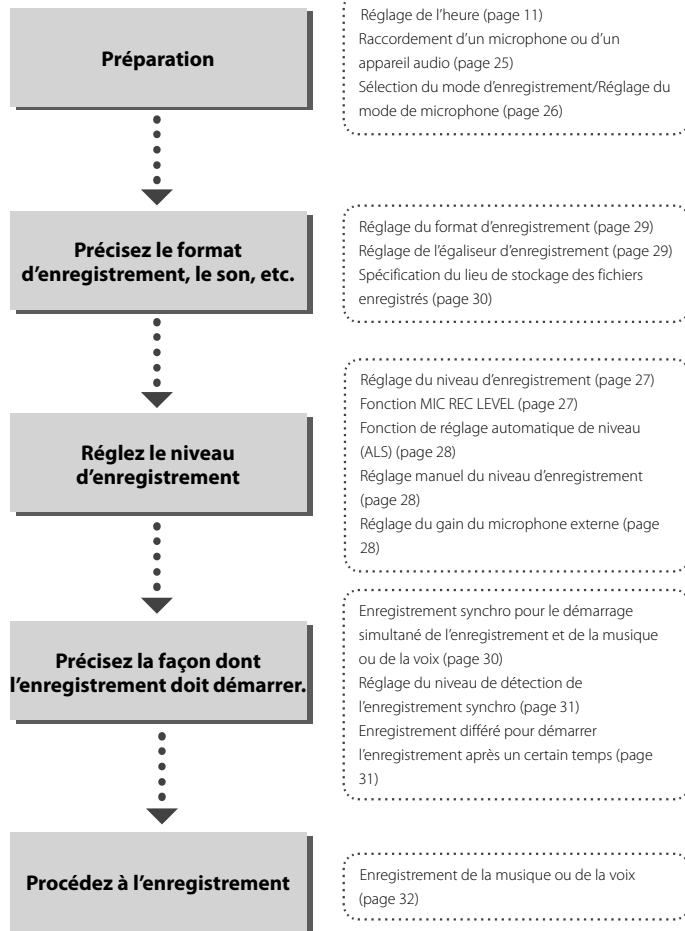 Préparation
Réglage de l'heure (page 11)
Raccordement d'un microphone ou d'un
appareil audio (page 25)
Sélection du mode d'enregistrement/Réglage du
mode de microphone (page 26)
Précisez le format
d'enregistrement, le son, etc.
Réglage du format d'enregistrement (page 29)
Réglage de l'égaliseur d'enregistrement (page 29)
Spécification du lieu de stockage des fichiers
enregistrés (page 30)
Réglez le niveau
d'enregistrement
Réglage du niveau d'enregistrement (page 27)
Fonction MIC REC LEVEL (page 27)
Fonction de réglage automatique de niveau
(ALS) (page 28)
Réglage manuel du niveau d'enregistrement
(page 28)
Réglage du gain du microphone externe (page
28)
Précisez la façon dont
l'enregistrement doit démarrer.
Enregistrement synchro pour le démarrage
simultané de l'enregistrement et de la musique
ou de la voix (page 30)
Réglage du niveau de détection de
l'enregistrement synchro (page 31)
Enregistrement différé pour démarrer
l'enregistrement après un certain temps (page
31)
Procédez à l'enregistrement
Enregistrement de la musique ou de la voix
(page 32)